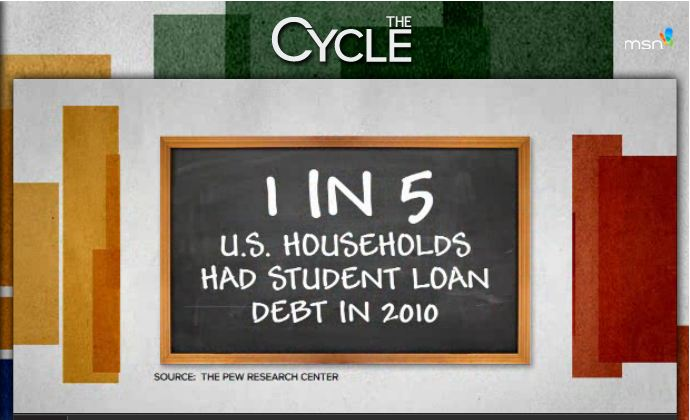 THE
CYCLE
msn
1 IN 5
U.S. HOUSEHOLDS
HAD STUDENT LOAN
DEBT IN 2010
SOURCE: THE PEW RESEARCH CENTER